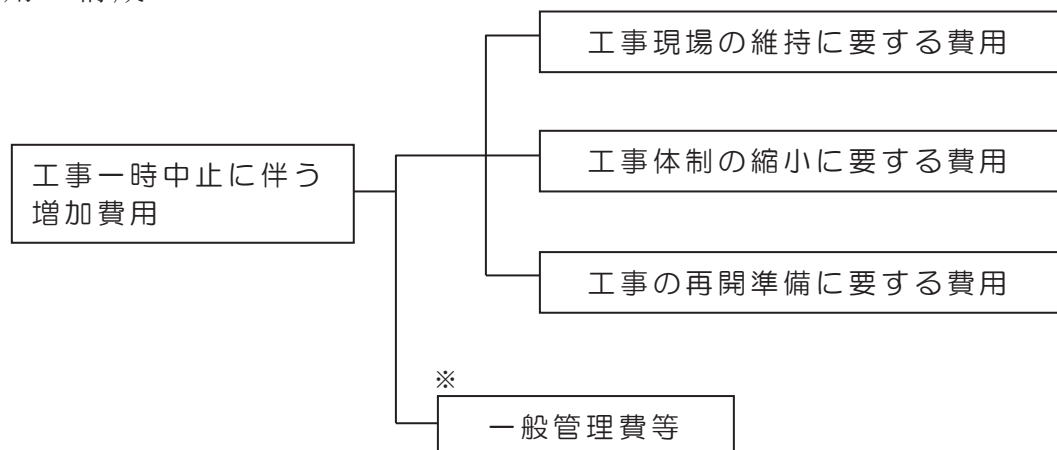 工事現場の維持に要する費用
工事体制の縮小に要する費用
工事一時中止に伴う
増加費用
工事の再開準備に要する費用
※
一般管理費等